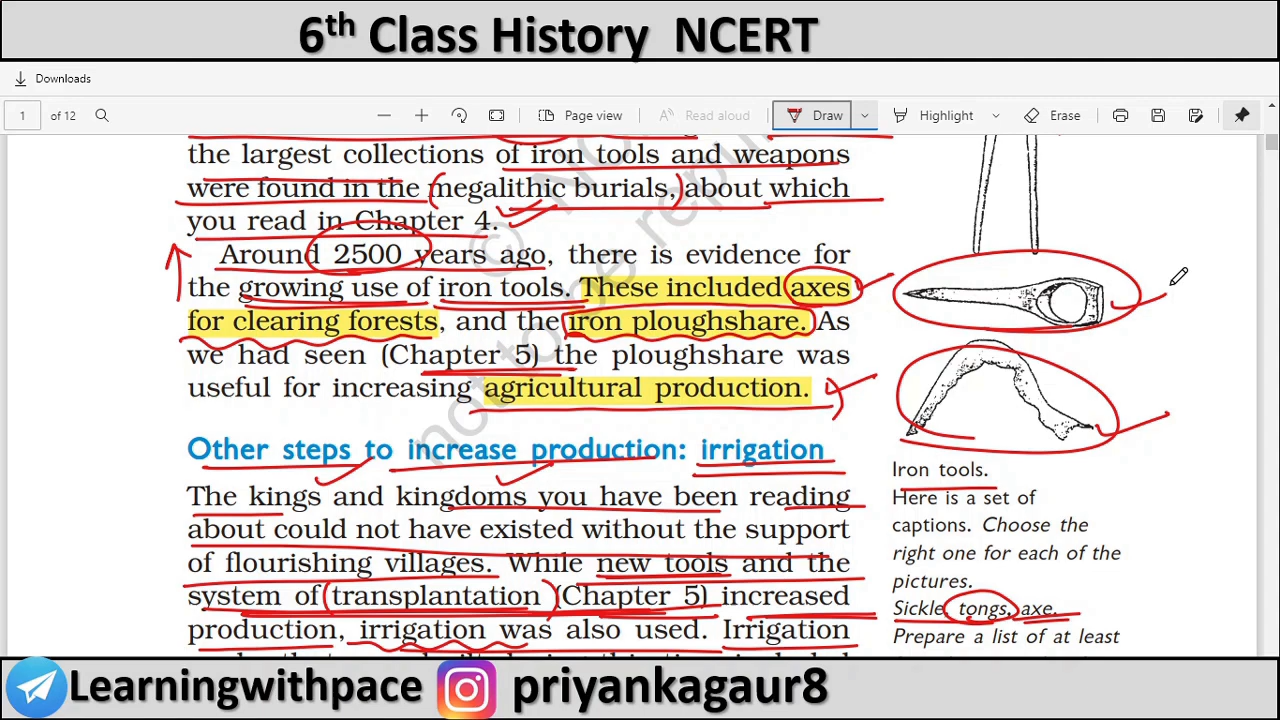 6th Class History NCERT
Downloads
1 of 12 Page view Read aloud Draw Highlight Erase
the largest collections of iron tools and weapons
were found in the megalithic burials, about which
you read in Chapter 4.
Around 2500 years ago, there is evidence for
the growing use of iron tools. These included axes
for clearing forests, and the iron ploughshare. As
we had seen (Chapter 5) the ploughshare was
useful for increasing agricultural production.
Other steps to increase production: irrigation
The kings and kingdoms you have been reading
about could not have existed without the support
of flourishing villages. While new tools and the
system of transplantation (Chapter 5) increased
production, irrigation was also used. Irrigation
Iron tools.
Here is a set of
captions. Choose the
right one for each of the
pictures.
Sickle, tongs, axe.
Prepare a list of at least
Learningwithpace priyankagaur8